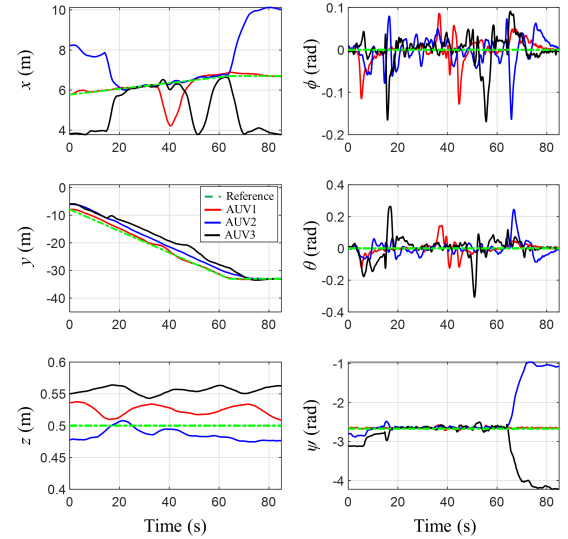 10
8
6
4
x (m)
0 20 40 60 80
0.1
0
-0.1
-0.2
ϕ (rad)
0 20 40 60 80
0
-10
-20
-30
-40
y (m)
Reference
AUV1
AUV2
AUV3
0 20 40 60 80
0.4
0.2
0
-0.2
-0.4
θ (rad)
0 20 40 60 80
0.6
0.55
0.5
0.45
0.4
z (m)
0 20 40 60 80
Time (s)
-1
-2
-3
-4
ψ (rad)
0 20 40 60 80
Time (s)